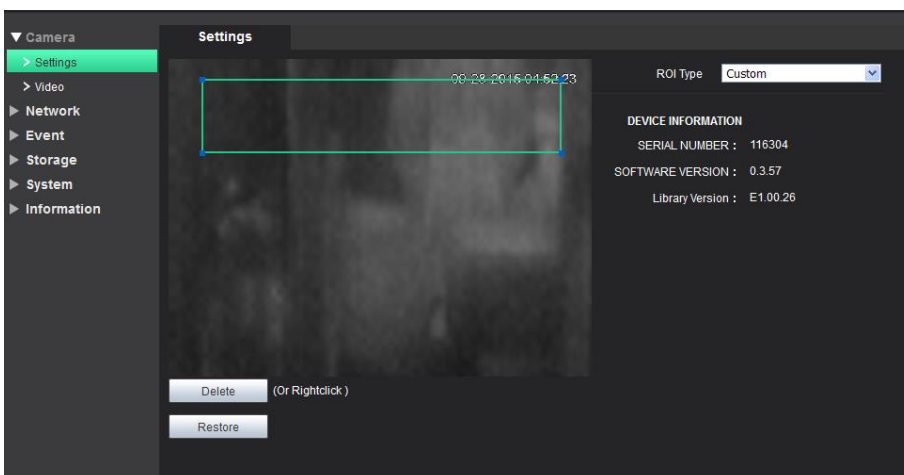 Camera
Settings
Video
Network
Event
Storage
System
Information
Settings
ROI Type Custom
DEVICE INFORMATION
SERIAL NUMBER : 116304
SOFTWARE VERSION : 0.3.57
Library Version : E1.00.26
Delete (Or Rightclick )
Restore